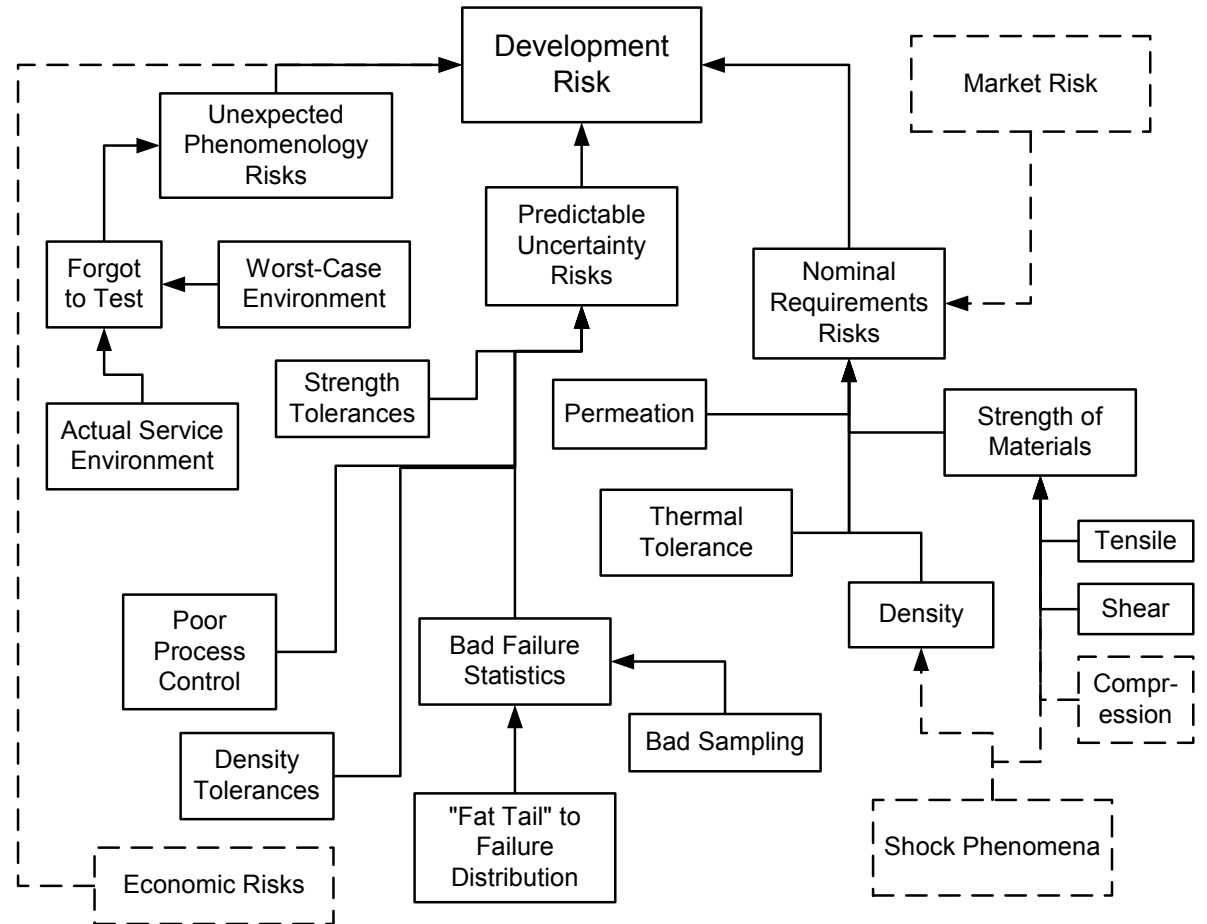 Development
Risk
Market Risk
Unexpected
Phenomenology
Risks
Predictable
Uncertainty
Risks
Forgot
to Test
Worst-Case
Environment
Nominal
Requirements
Risks
Strength
Tolerances
Permeation
Strength of
Materials
Actual Service
Environment
Thermal
Tolerance
Tensile
Density
Shear
Poor
Process
Control
Bad Failure
Statistics
Compr-
ession
Bad Sampling
Density
Tolerances
"Fat Tail" to
Failure
Distribution
Shock Phenomena
Economic Risks